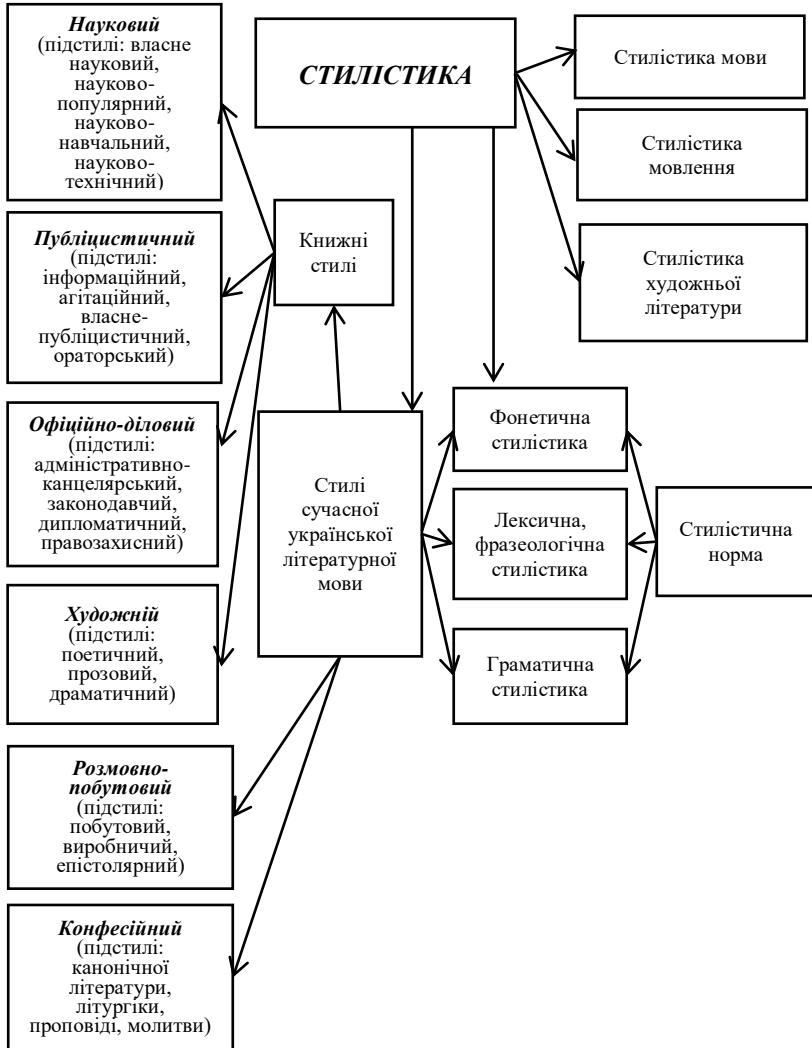 Науковий
(підстилі: власне
науковий,
науково-
популярний,
науково-
навчальний,
науково-
технічний)
СТИЛІСТИКА
Стилістика мови
Стилістика
мовлення
Стилістика
художньої
літератури
Книжні
стилі
Публіцистичний
(підстилі:
інформаційний,
агітаційний,
власне-
публіцистичний,
ораторський)
Офіційно-діловий
(підстилі:
адміністративно-
канцелярський,
законодавчий,
дипломатичний,
правозахисний)
Стилі
сучасної
української
літературної
мови
Фонетична
стилістика
Лексична,
фразеологічна
стилістика
Граматична
стилістика
Стилістична
норма
Художній
(підстилі:
поетичний,
прозовий,
драматичний)
Розмовно-
побутовий
(підстилі:
побутовий,
виробничий,
епістолярний)
Конфесійний
(підстилі:
канонічної
літератури,
літургіки,
проповіді, молитви)